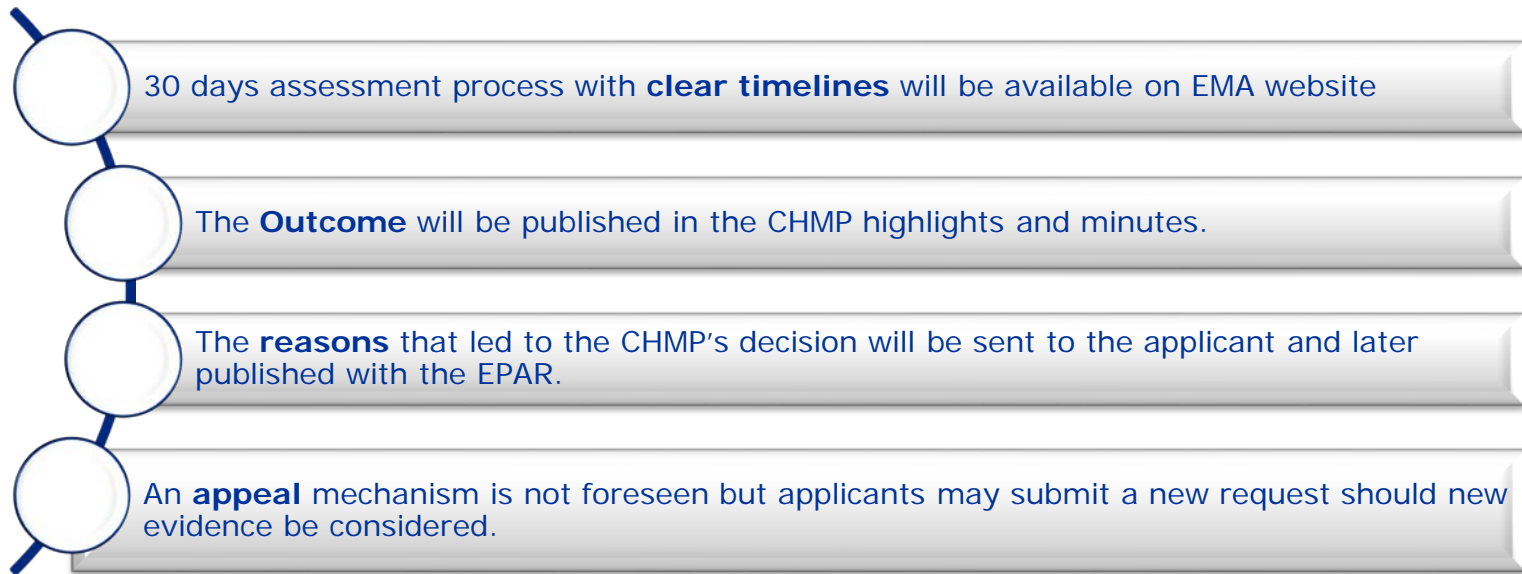 30 days assessment process with clear timelines will be available on EMA website
The Outcome will be published in the CHMP highlights and minutes.
The reasons that led to the CHMP’s decision will be sent to the applicant and later
published with the EPAR.
An appeal mechanism is not foreseen but applicants may submit a new request should new
evidence be considered.